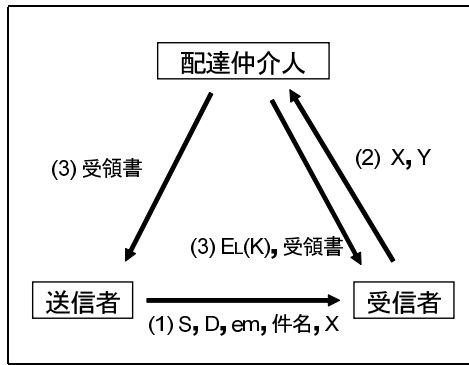 配達仲介人
(3) 受領書
(2) X, Y
(3) EL(K), 受領書
送信者
受信者
(1) S, D, em, 件名, X